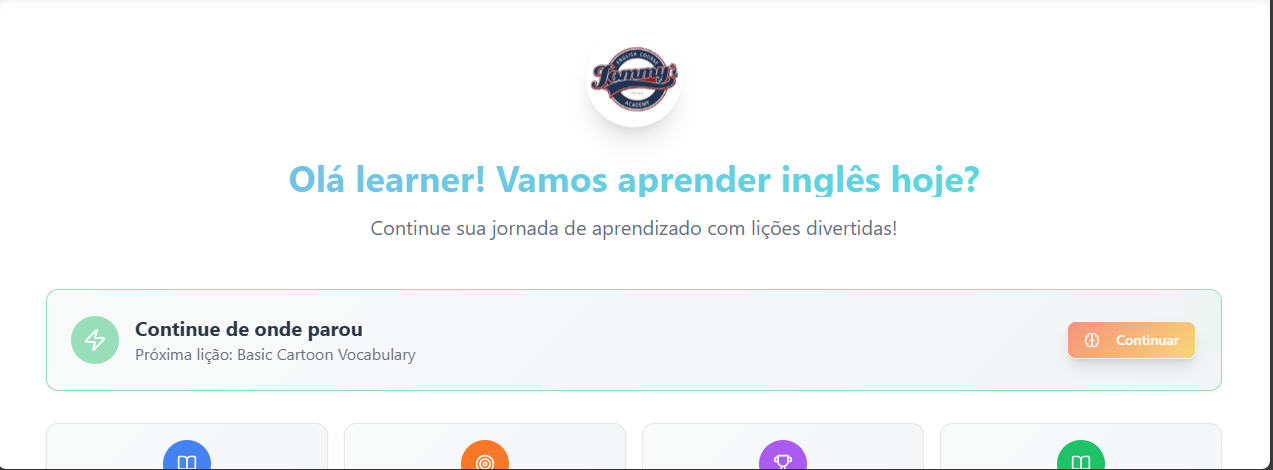 ENGLISH COURSE
Tommy's
ACADEMY
Olá learner! Vamos aprender inglês hoje?
Continue sua jornada de aprendizado com lições divertidas!
Continue de onde parou
Próxima lição: Basic Cartoon Vocabulary
Continuar